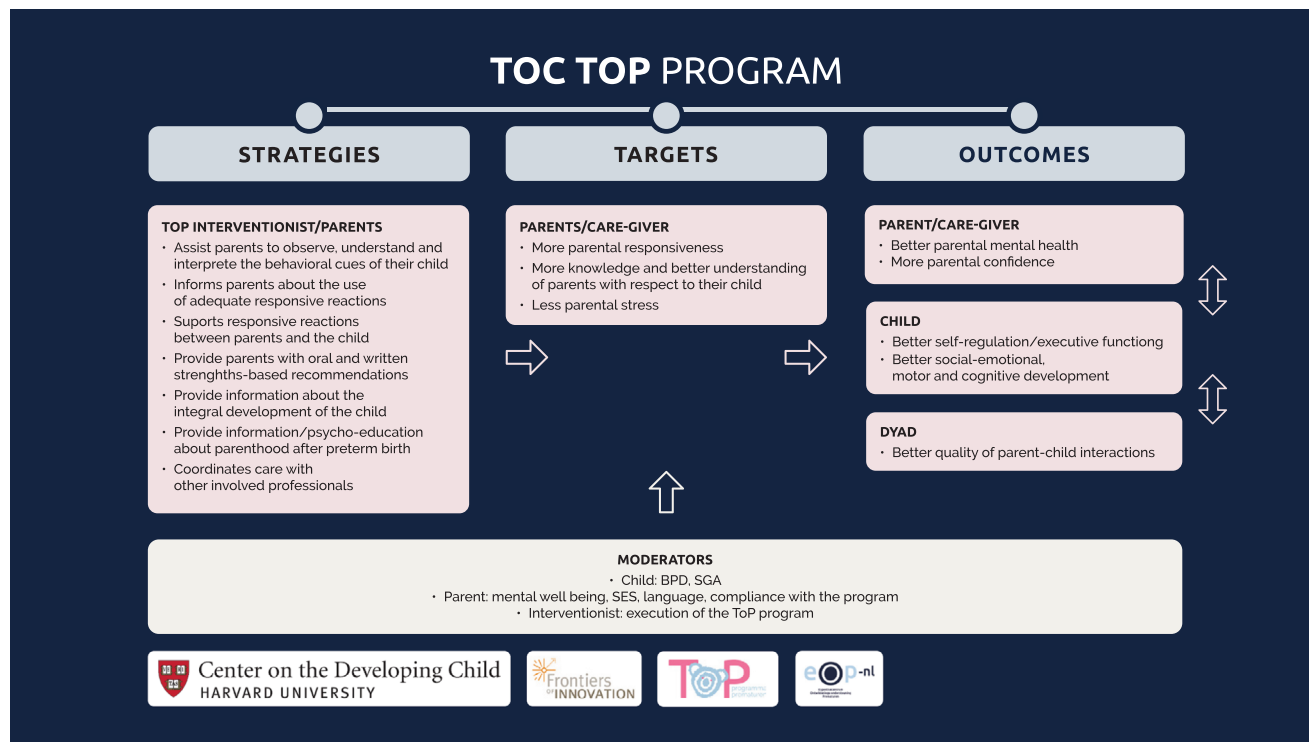 TOC TOP PROGRAM
STRATEGIES
TARGETS
OUTCOMES
TOP INTERVENTIONIST/PARENTS
• Assist parents to observe, understand and
interprete the behavioral cues of their child
• Informs parents about the use
of adequate responsive reactions
• Suports responsive reactions
between parents and the child
• Provide parents with oral and written
strenghths-based recommendations
• Provide information about the
integral development of the child
• Provide information/psycho-education
about parenthood after preterm birth
• Coordinates care with
other involved professionals
PARENTS/CARE-GIVER
• More parental responsiveness
• More knowledge and better understanding
of parents with respect to their child
• Less parental stress
PARENT/CARE-GIVER
• Better parental mental health
• More parental confidence
CHILD
• Better self-regulation/executive functiong
• Better social-emotional,
motor and cognitive development
DYAD
• Better quality of parent-child interactions
MODERATORS
• Child: BPD, SGA
• Parent: mental well being, SES, language, compliance with the program
• Interventionist: execution of the ToP program
Center on the Developing Child
HARVARD UNIVERSITY
Frontiers
OF INNOVATION
ToP
programma
eop-nl